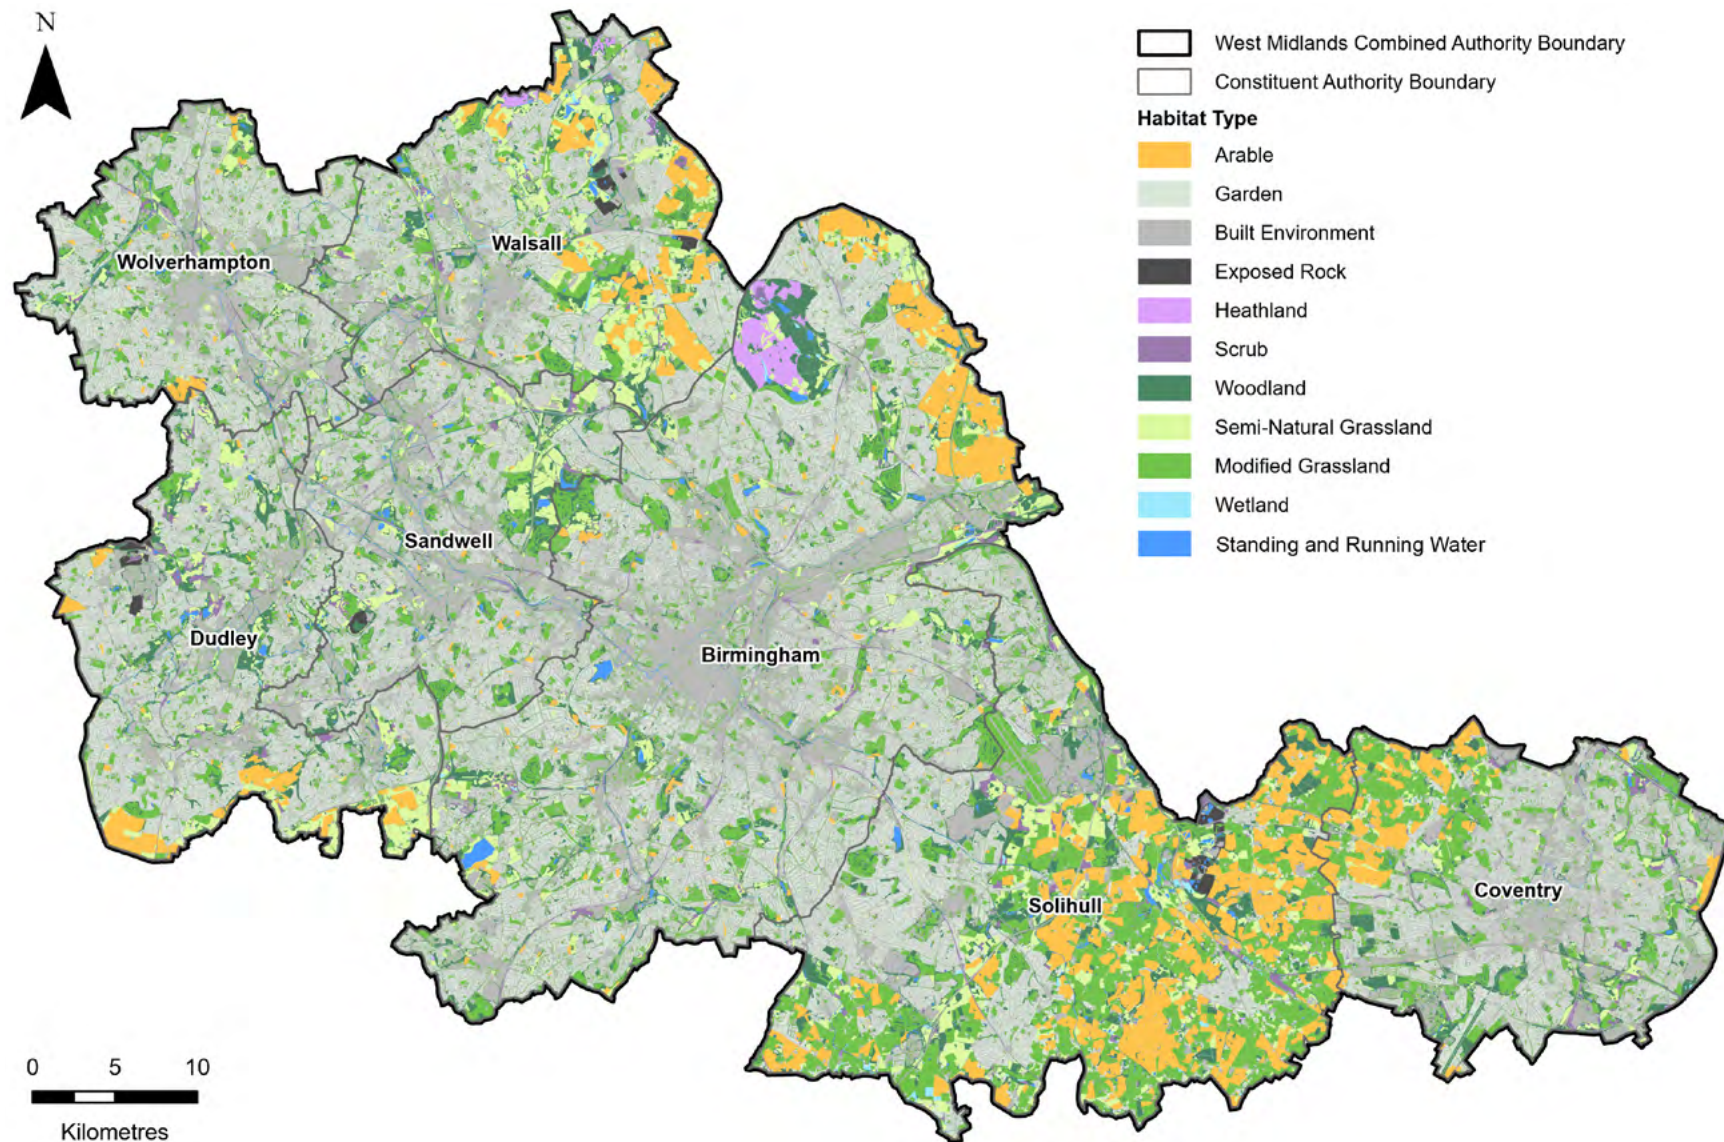 N
West Midlands Combined Authority Boundary
Constituent Authority Boundary
Habitat Type
Arable
Garden
Built Environment
Exposed Rock
Heathland
Scrub
Woodland
Semi-Natural Grassland
Modified Grassland
Wetland
Standing and Running Water
Walsall
Wolverhampton
Sandwell
Dudley
Birmingham
Coventry
Solihull
0 5 10
Kilometres